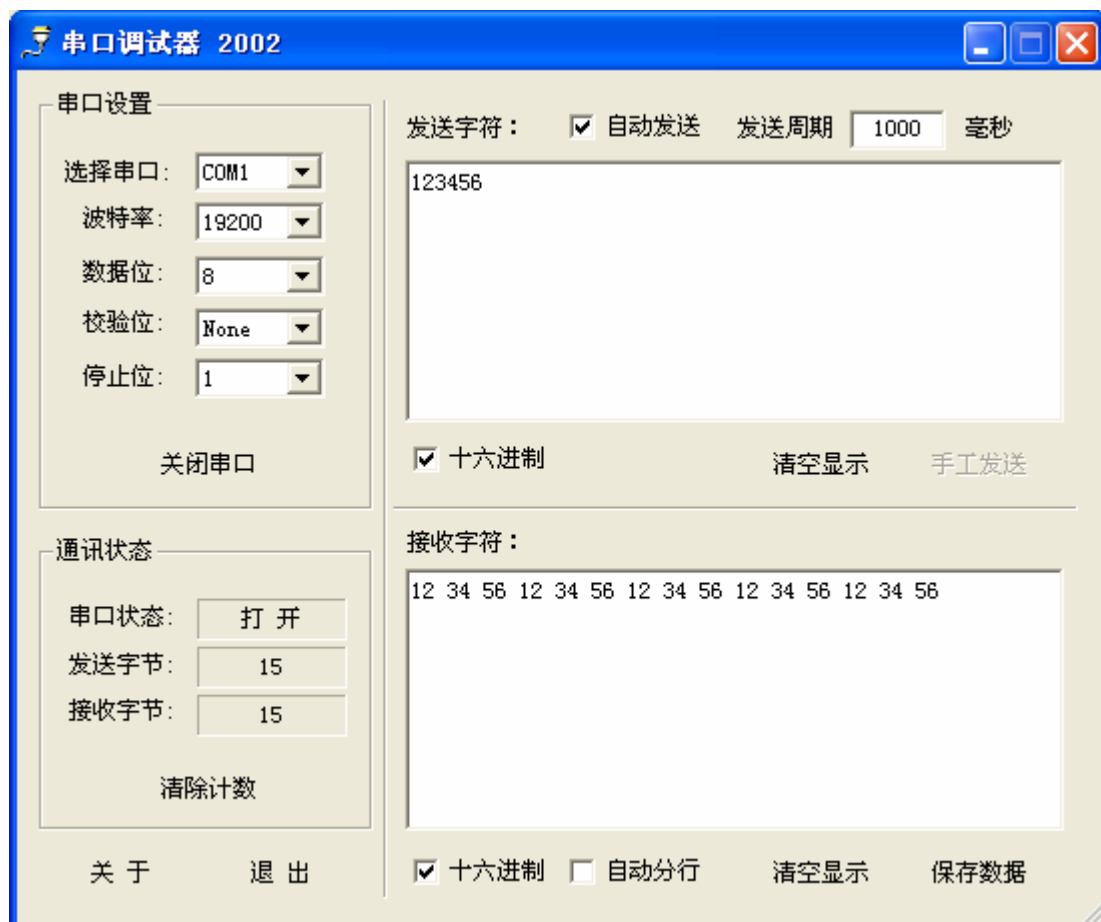 串口调试器 2002
串口设置
选择串口: COM1
波特率: 19200
数据位: 8
校验位: None
停止位: 1
关闭串口
通讯状态
串口状态: 打 开
发送字节: 15
接收字节: 15
清除计数
关 于 退 出
发送字符： 自动发送 发送周期 1000 毫秒
123456
十六进制 清空显示 手工发送
接收字符：
12 34 56 12 34 56 12 34 56 12 34 56 12 34 56
十六进制 自动分行 清空显示 保存数据